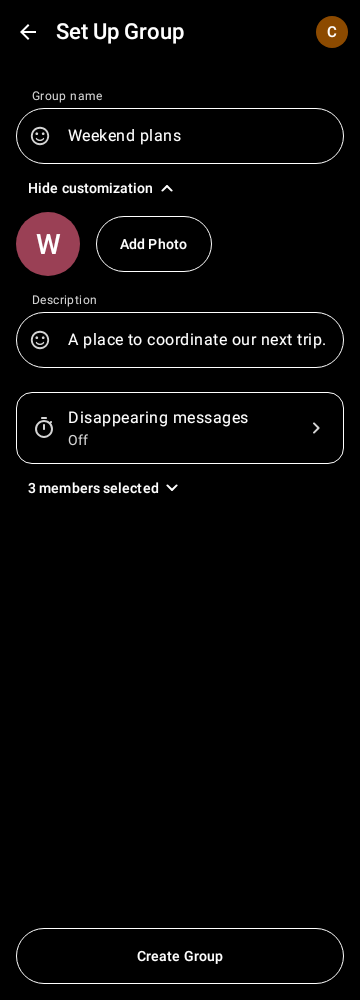 Set Up Group
C
Group name
Weekend plans
Hide customization
W
Add Photo
Description
A place to coordinate our next trip.
Disappearing messages
Off
3 members selected
Create Group